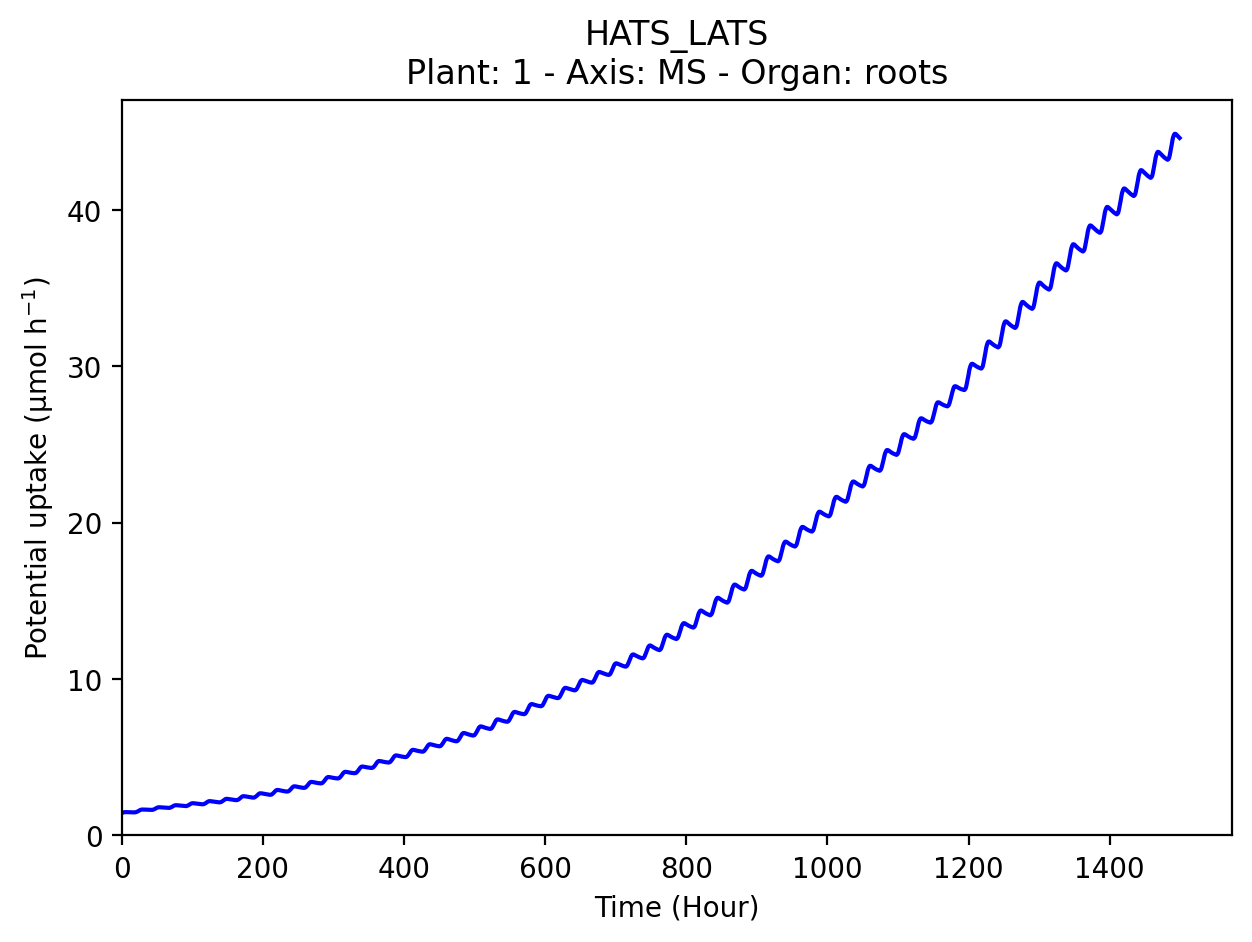 HATS_LATS
Plant: 1 - Axis: MS - Organ: roots
Potential uptake (µmol h⁻¹)
40
30
20
10
0
0 200 400 600 800 1000 1200 1400
Time (Hour)